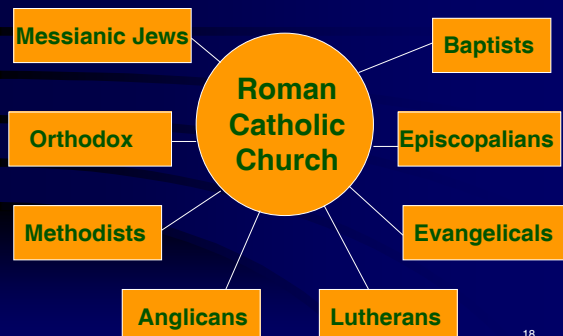 Messianic Jews
Baptists
Roman
Catholic
Church
Orthodox
Episcopalians
Methodists
Evangelicals
Anglicans
Lutherans
18